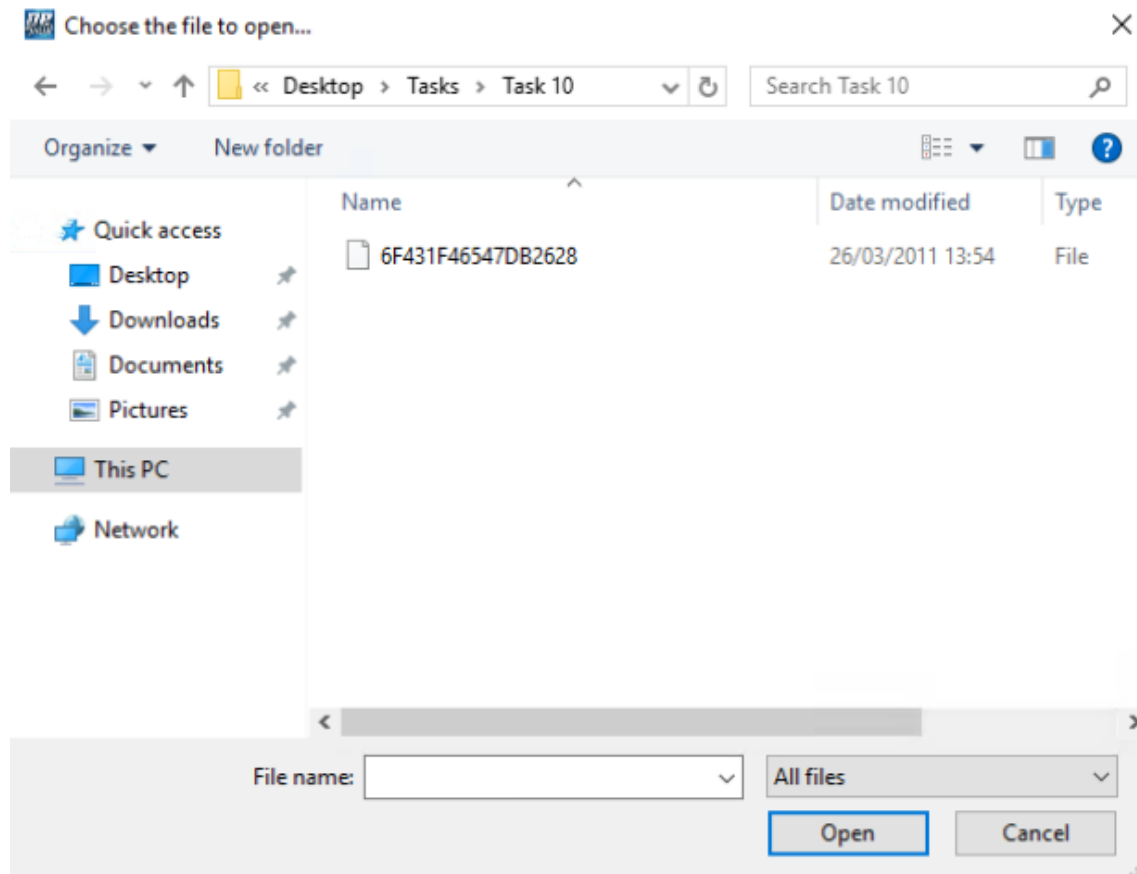 Choose the file to open...
« Desktop > Tasks > Task 10
Search Task 10
Organize
New folder
Name
Date modified
Type
Quick access
Desktop
Downloads
Documents
Pictures
This PC
Network
6F431F46547DB2628 26/03/2011 13:54 File
File name:
All files
Open
Cancel